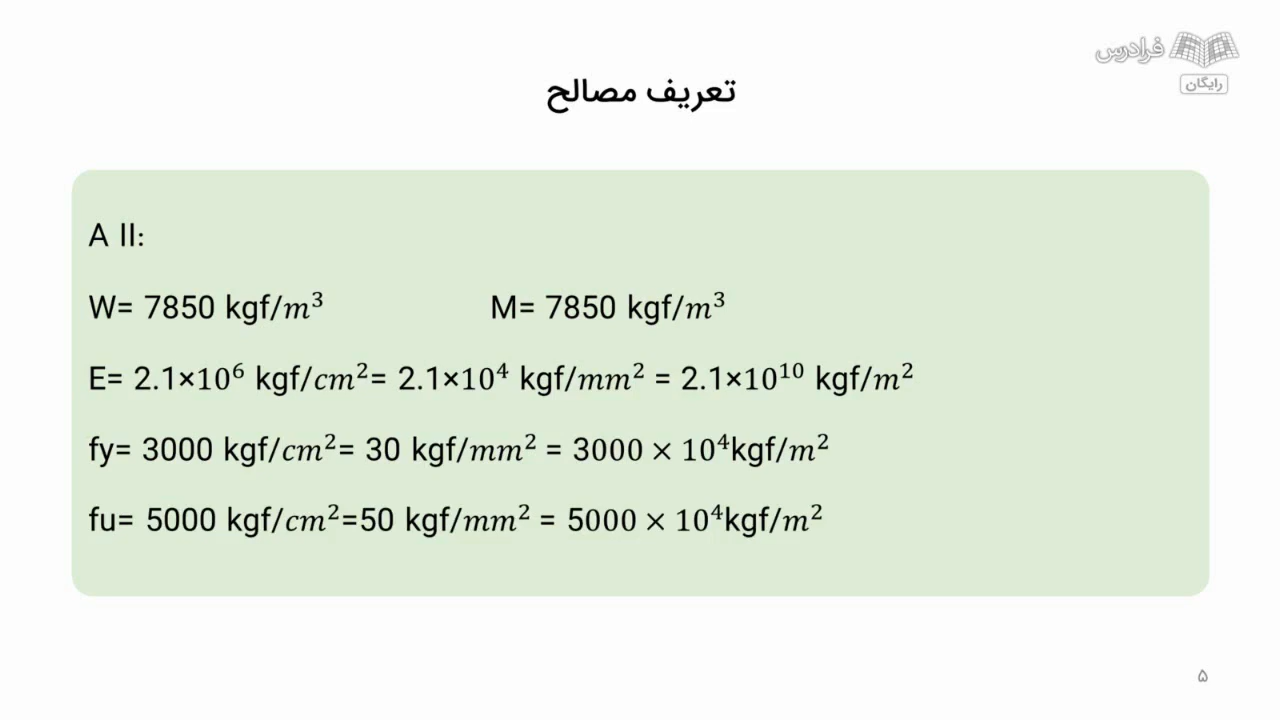 فرادرس
رایگان
تعریف مصالح
A II:
W= 7850 kgf/m³ M= 7850 kgf/m³
E= 2.1×10⁶ kgf/cm²= 2.1×10⁴ kgf/mm² = 2.1×10¹⁰ kgf/m²
fy= 3000 kgf/cm²= 30 kgf/mm² = 3000 × 10⁴kgf/m²
fu= 5000 kgf/cm²=50 kgf/mm² = 5000 × 10⁴kgf/m²
۵